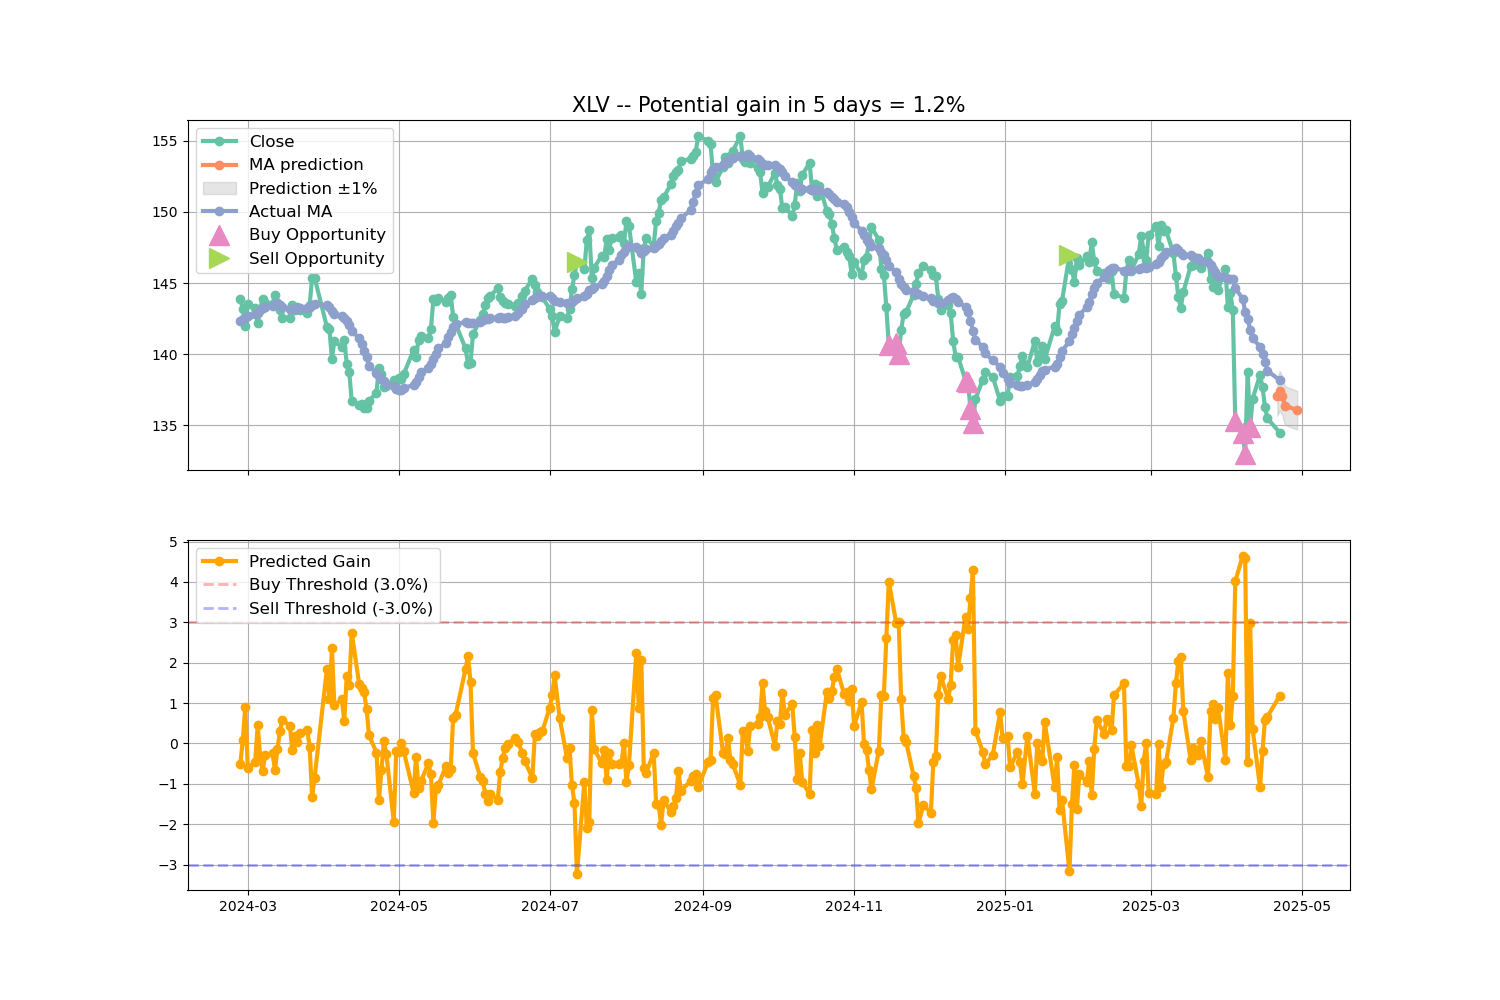 XLV -- Potential gain in 5 days = 1.2%
155
150
145
140
135
Close
MA prediction
Prediction ±1%
Actual MA
Buy Opportunity
Sell Opportunity
5
4
3
2
1
0
−1
−2
−3
Predicted Gain
Buy Threshold (3.0%)
Sell Threshold (-3.0%)
2024-03
2024-05
2024-07
2024-09
2024-11
2025-01
2025-03
2025-05